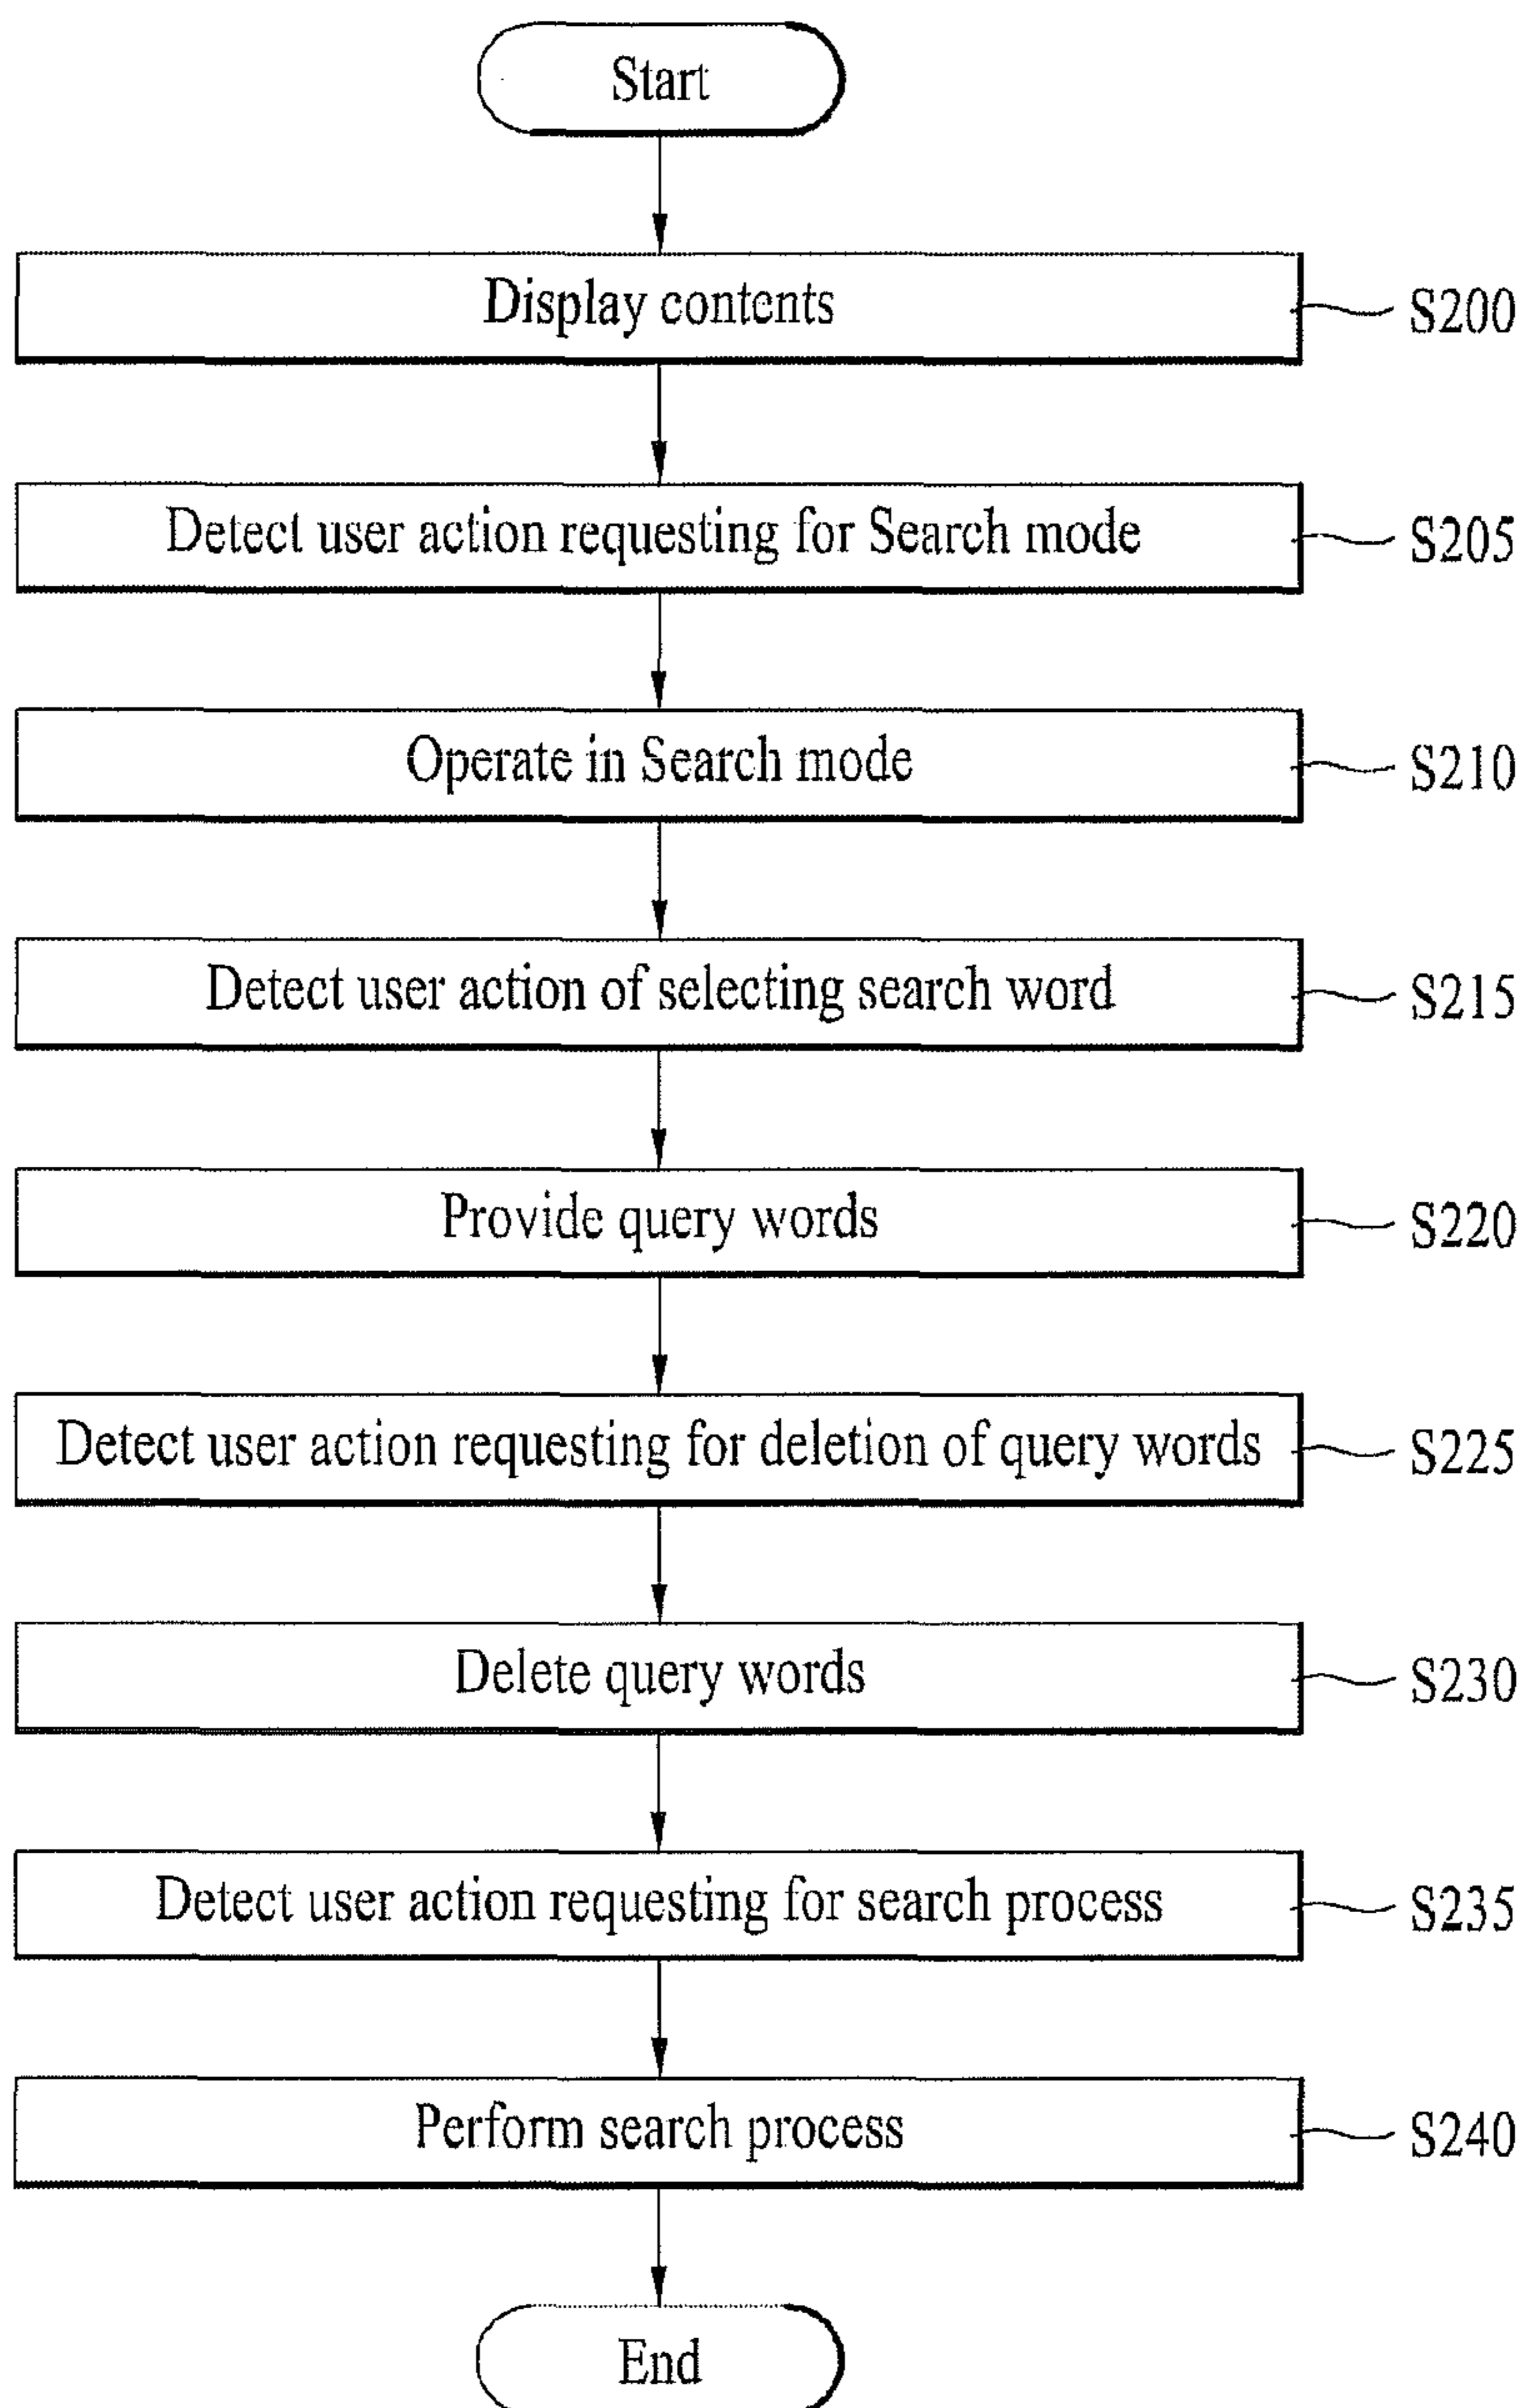 Start
Display contents S200
Detect user action requesting for Search mode S205
Operate in Search mode S210
Detect user action of selecting search word S215
Provide query words S220
Detect user action requesting for deletion of query words S225
Delete query words S230
Detect user action requesting for search process S235
Perform search process S240
End